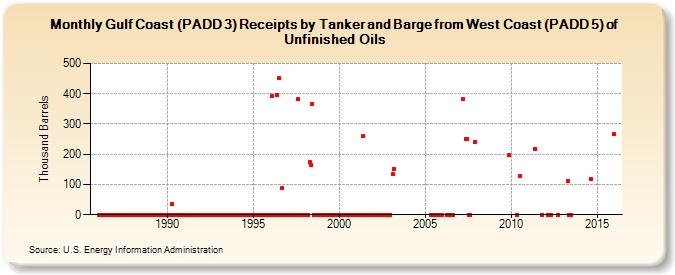 Monthly Gulf Coast (PADD 3) Receipts by Tanker and Barge from West Coast (PADD 5) of
Unfinished Oils
Thousand Barrels
500
400
300
200
100
0
1990 1995 2000 2005 2010 2015
Source: U.S. Energy Information Administration